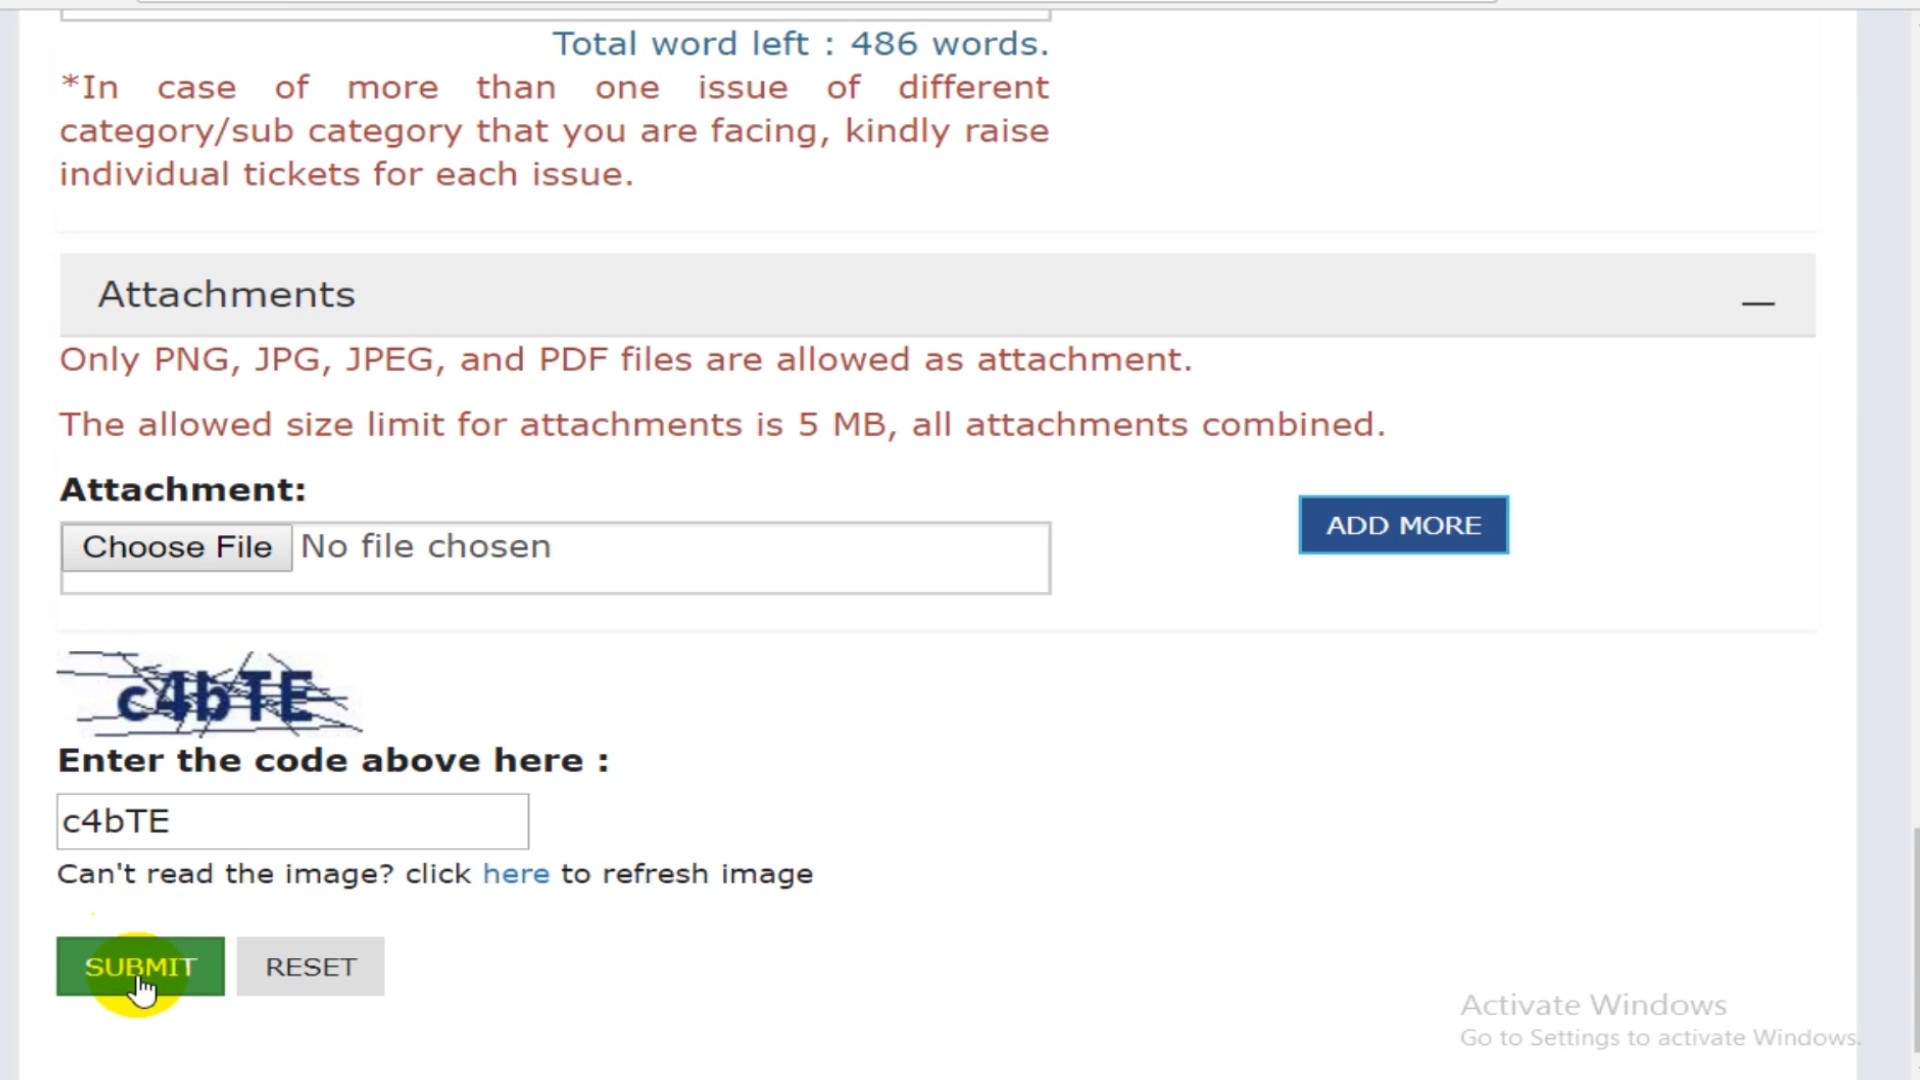 Total word left : 486 words.
*In case of more than one issue of different
category/sub category that you are facing, kindly raise
individual tickets for each issue.
Attachments
Only PNG, JPG, JPEG, and PDF files are allowed as attachment.
The allowed size limit for attachments is 5 MB, all attachments combined.
Attachment:
Choose File No file chosen
ADD MORE
c4bTE
Enter the code above here :
c4bTE
Can't read the image? click here to refresh image
SUBMIT RESET
Activate Windows
Go to Settings to activate Windows.